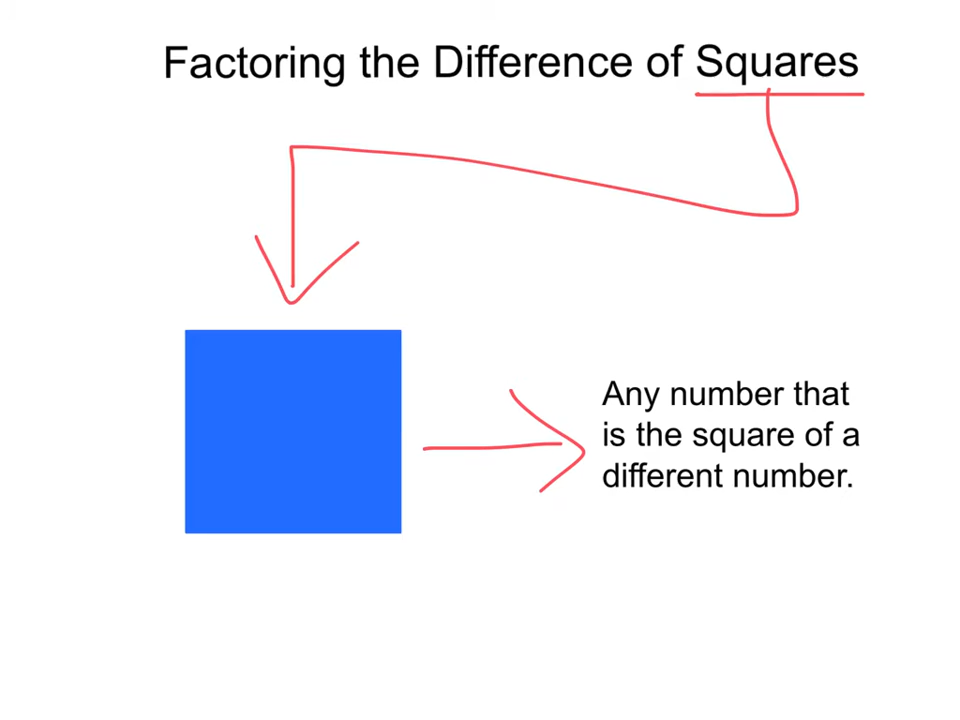 Factoring the Difference of Squares
Any number that
is the square of a
different number.